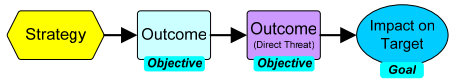 Strategy
Outcome
Objective
Outcome
(Direct Threat)
Objective
Impact on
Target
Goal